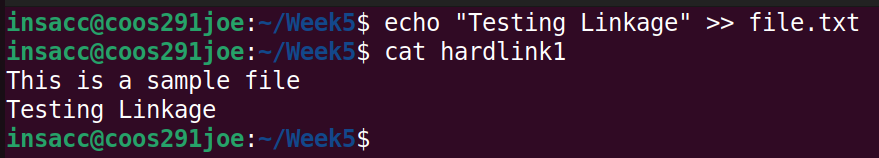 insacc@coos291joe:~/Week5$ echo "Testing Linkage" >> file.txt
insacc@coos291joe:~/Week5$ cat hardlink1
This is a sample file
Testing Linkage
insacc@coos291joe:~/Week5$